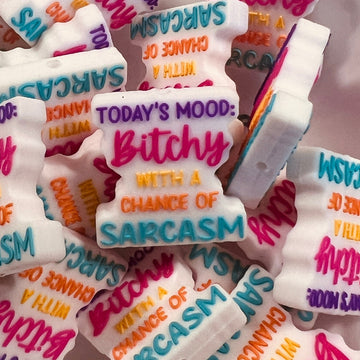 TODAY'S MOOD:
Bitchy
WITH A
CHANCE OF
SARCASM